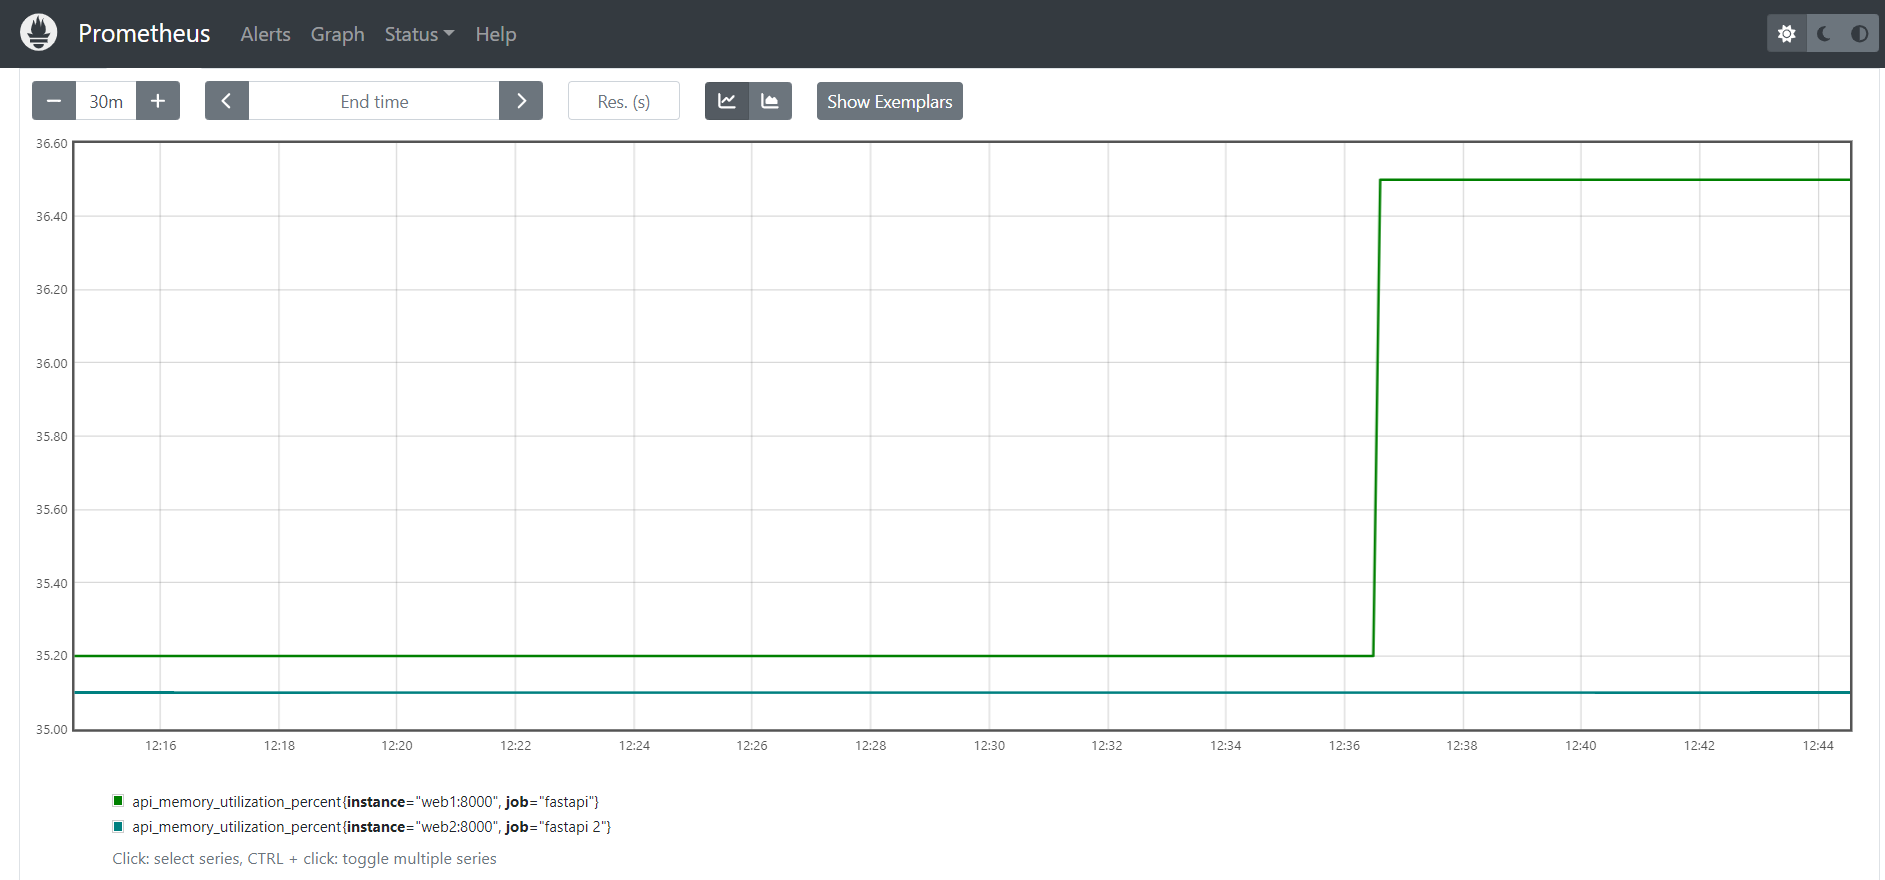 Prometheus Alerts Graph Status Help
30m End time Res. (s) Show Exemplars
36.60
36.40
36.20
36.00
35.80
35.60
35.40
35.20
35.00
12:16 12:18 12:20 12:22 12:24 12:26 12:28 12:30 12:32 12:34 12:36 12:38 12:40 12:42 12:44
api_memory_utilization_percent{instance="web1:8000", job="fastapi"}
api_memory_utilization_percent{instance="web2:8000", job="fastapi 2"}
Click: select series, CTRL + click: toggle multiple series